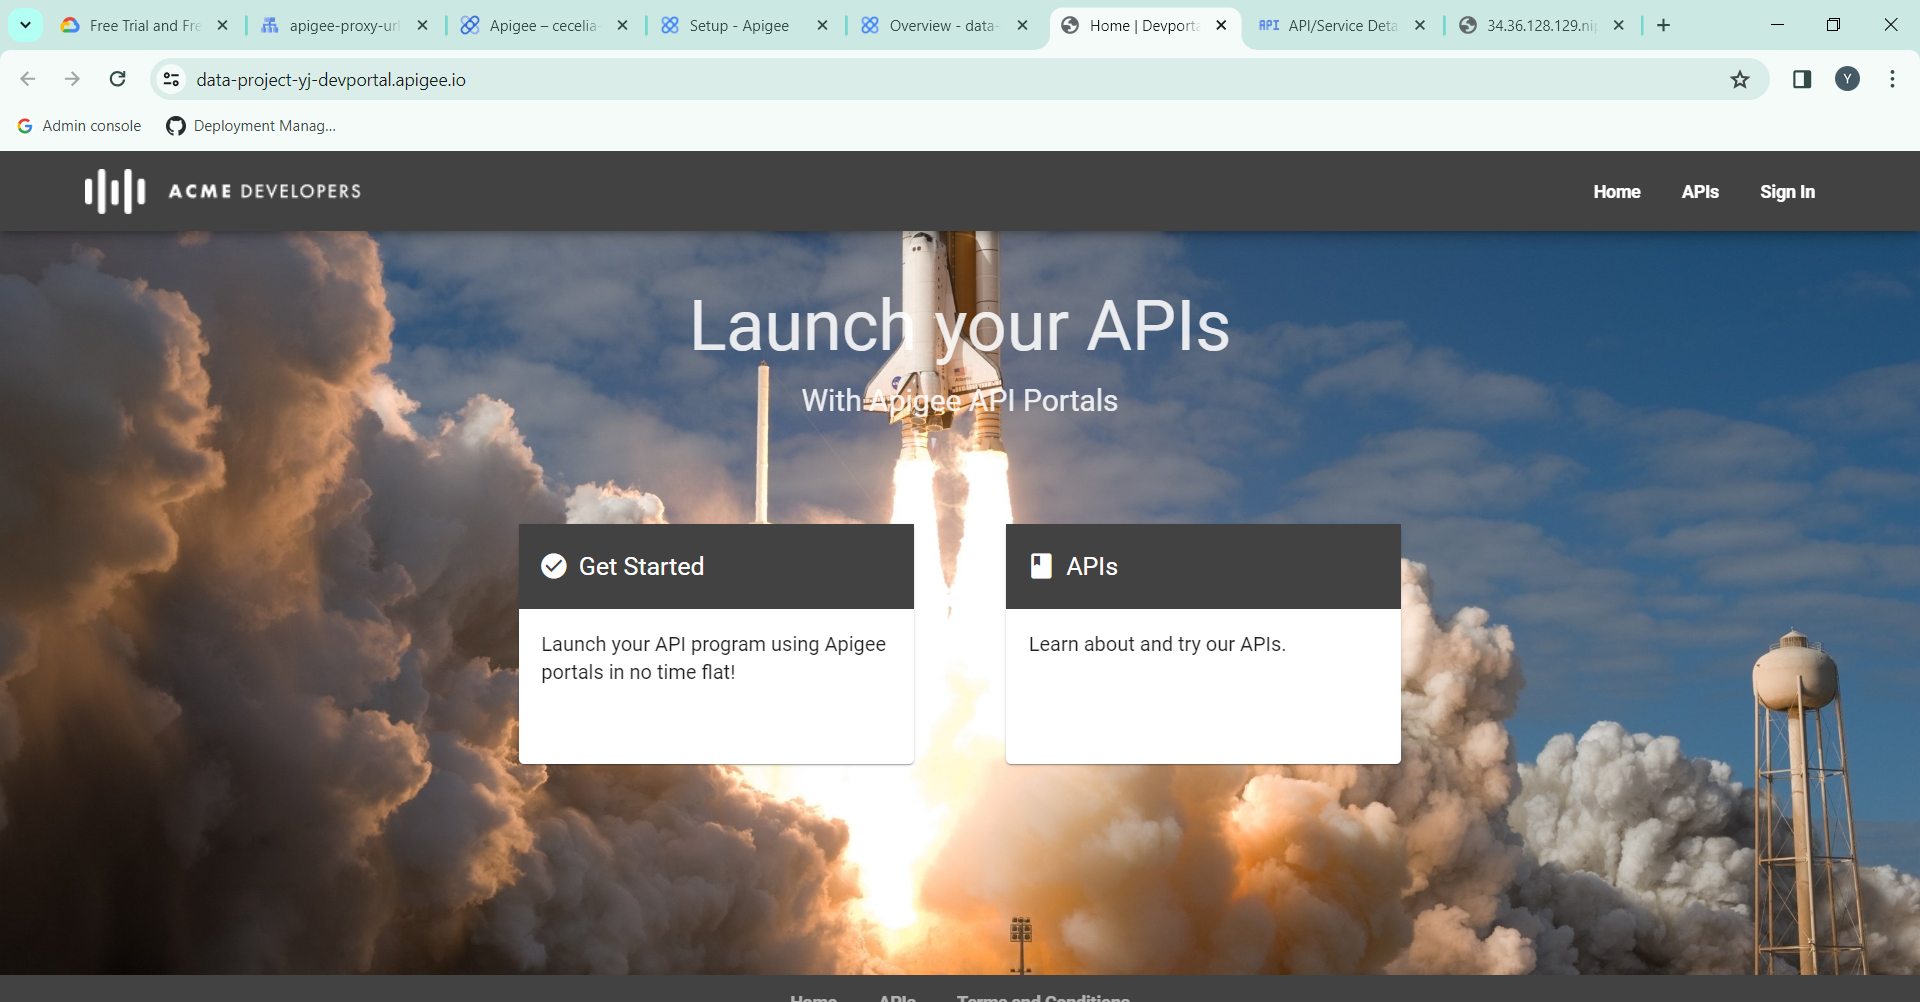 Free Trial and Fre
apigee-proxy-url
Apigee – cecelia-
Setup - Apigee
Overview - data-
Home | Devporta
API API/Service Deta
34.36.128.129.nip
data-project-yj-devportal.apigee.io
Y
Admin console
Deployment Manag...
ACME DEVELOPERS
Home
APIs
Sign In
Launch your APIs
With Apigee API Portals
Get Started
Launch your API program using Apigee
portals in no time flat!
APIs
Learn about and try our APIs.
Home APIs Terms and Conditions